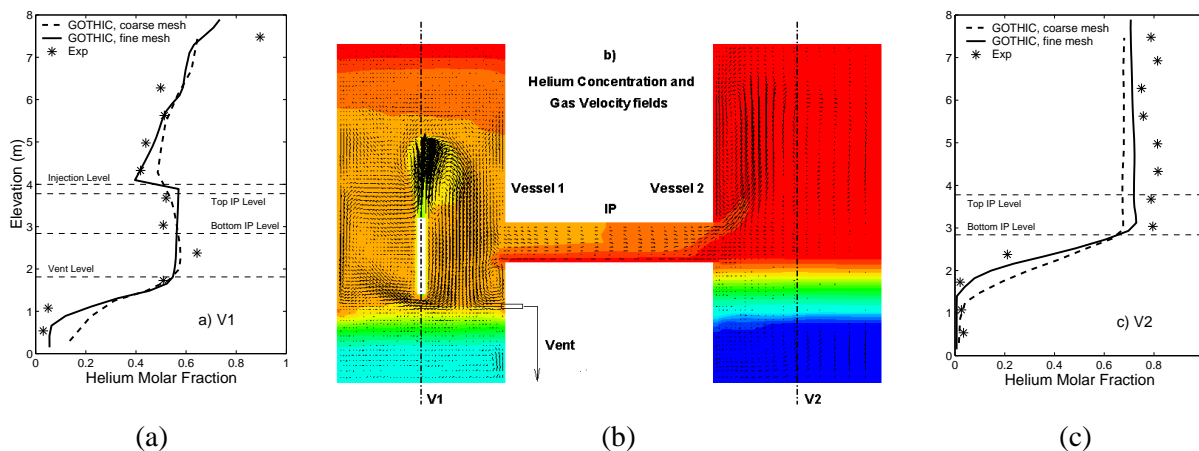 GOTHIC, coarse mesh
GOTHIC, fine mesh
Exp
8
7
6
5
4
3
2
1
0
Elevation (m)
Injection Level
Top IP Level
Bottom IP Level
Vent Level
a) V1
0
0.2
0.4
0.6
0.8
1
Helium Molar Fraction
(a)
b)
Helium Concentration and
Gas Velocity fields
Vessel 1
Vessel 2
IP
Vent
V1
V2
(b)
GOTHIC, coarse mesh
GOTHIC, fine mesh
Exp
8
7
6
5
4
3
2
1
0
Top IP Level
Bottom IP Level
c) V2
0
0.2
0.4
0.6
0.8
1
Helium Molar Fraction
(c)